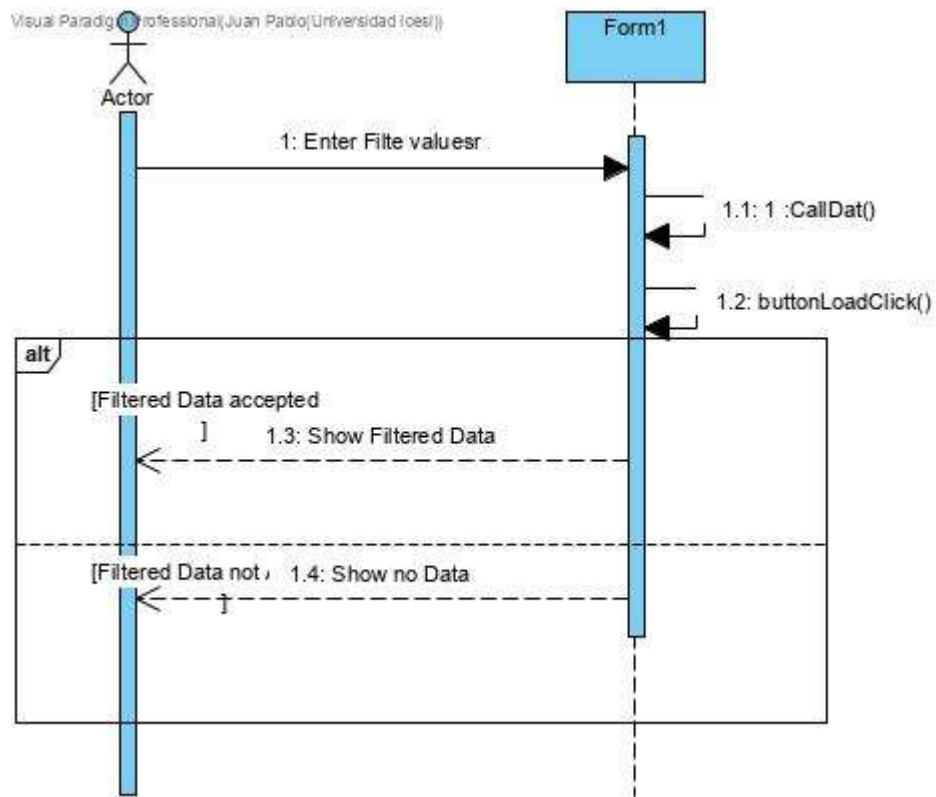 Visual Paradigm Professional(Juan Pablo(Universidad Icesi))
Form1
Actor
1: Enter Filte valuesr
1.1: 1 :CallDat()
1.2: buttonLoadClick()
alt
[Filtered Data accepted
]
1.3: Show Filtered Data
[Filtered Data not
1.4: Show no Data
]